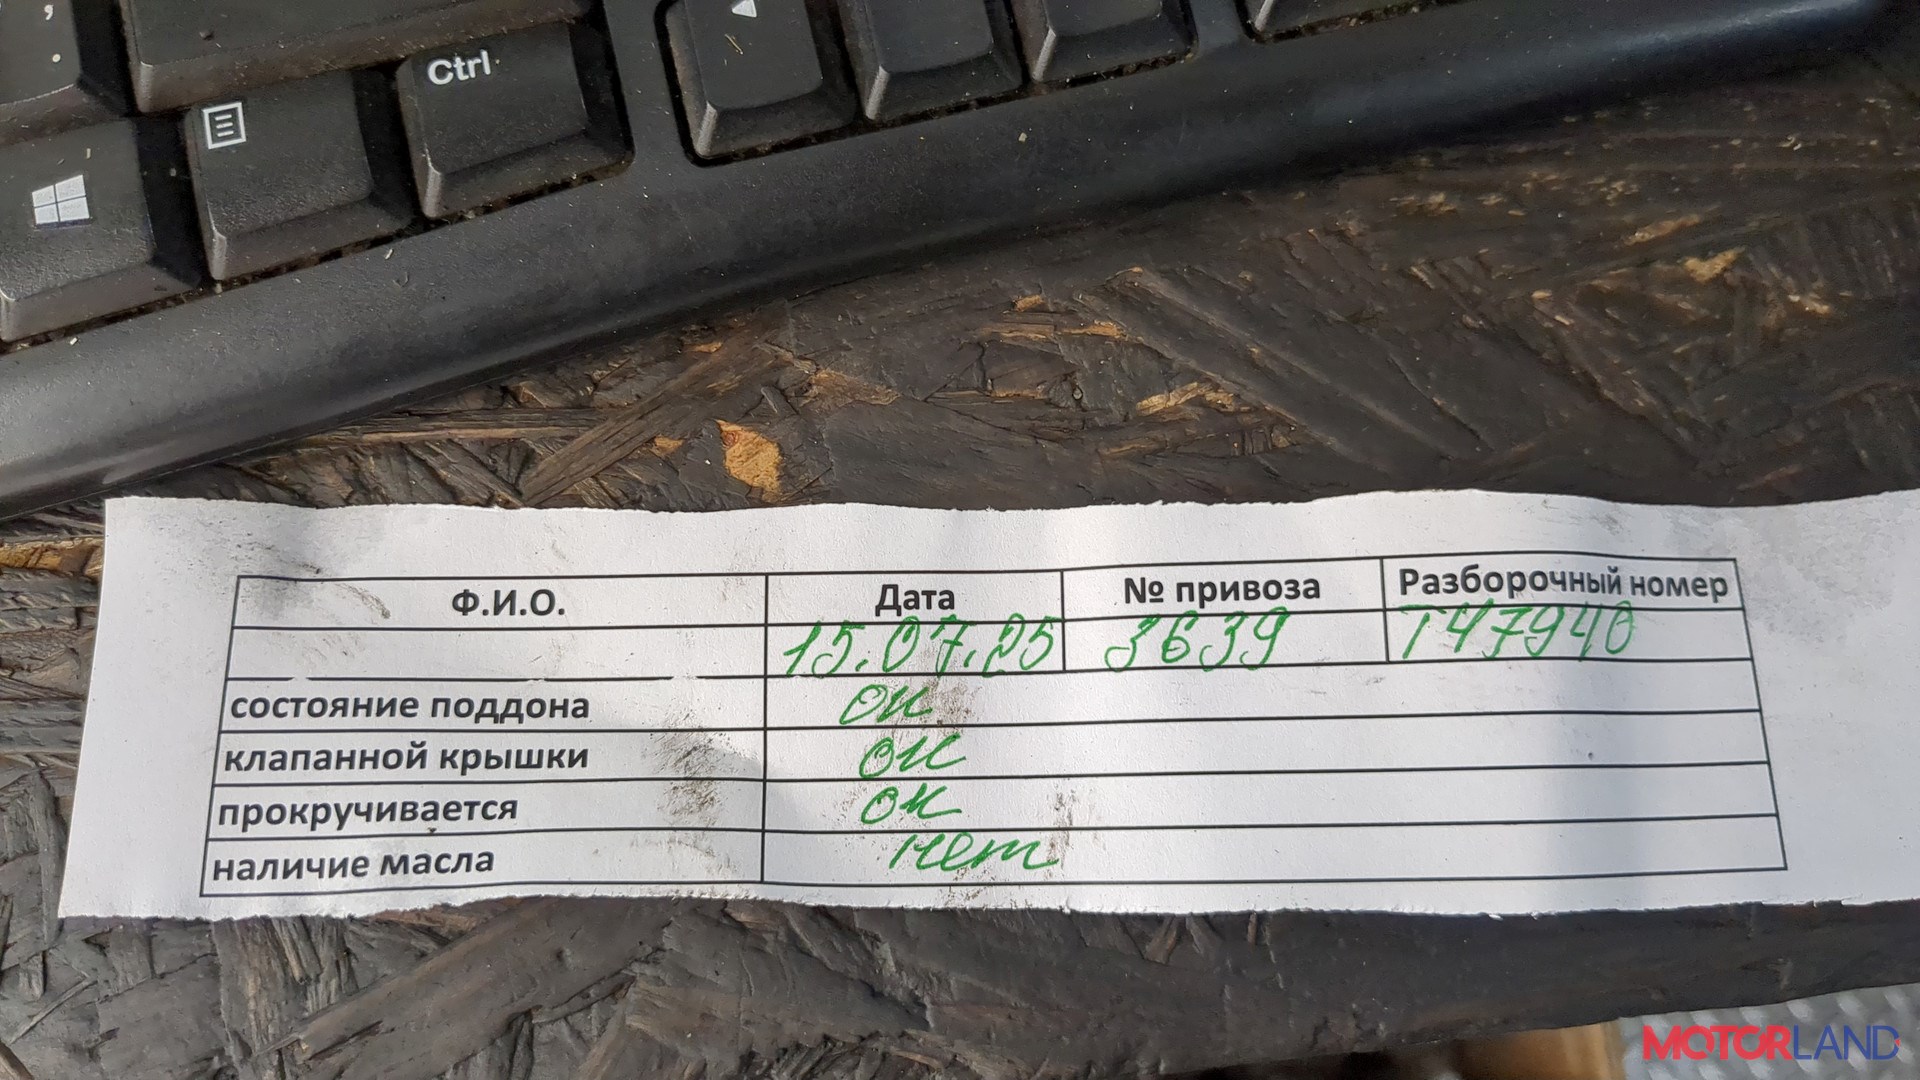 Ctrl
Ф.И.О. Дата № привоза Разборочный номер
15.07.25 3639 Т47940
состояние поддона ок
клапанной крышки ок
прокручивается ок
наличие масла нет
MOTORLAND